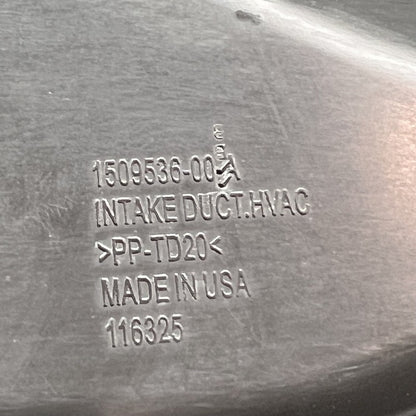 1509536-00-A
INTAKE DUCT.HVAC
>PP-TD20<
MADE IN USA
116325